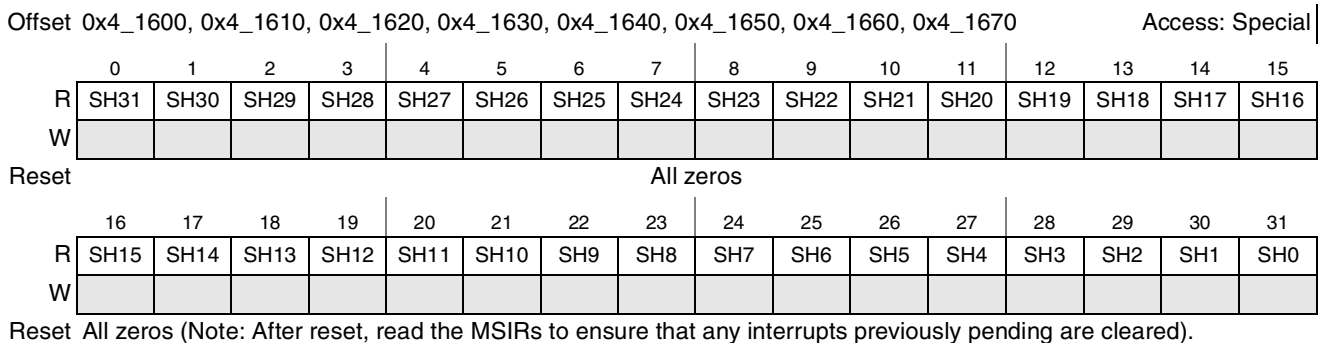 Offset 0x4_1600, 0x4_1610, 0x4_1620, 0x4_1630, 0x4_1640, 0x4_1650, 0x4_1660, 0x4_1670 Access: Special
0 1 2 3 4 5 6 7 8 9 10 11 12 13 14 15
R SH31 SH30 SH29 SH28 SH27 SH26 SH25 SH24 SH23 SH22 SH21 SH20 SH19 SH18 SH17 SH16
W
Reset All zeros
16 17 18 19 20 21 22 23 24 25 26 27 28 29 30 31
R SH15 SH14 SH13 SH12 SH11 SH10 SH9 SH8 SH7 SH6 SH5 SH4 SH3 SH2 SH1 SH0
W
Reset All zeros (Note: After reset, read the MSIRs to ensure that any interrupts previously pending are cleared).